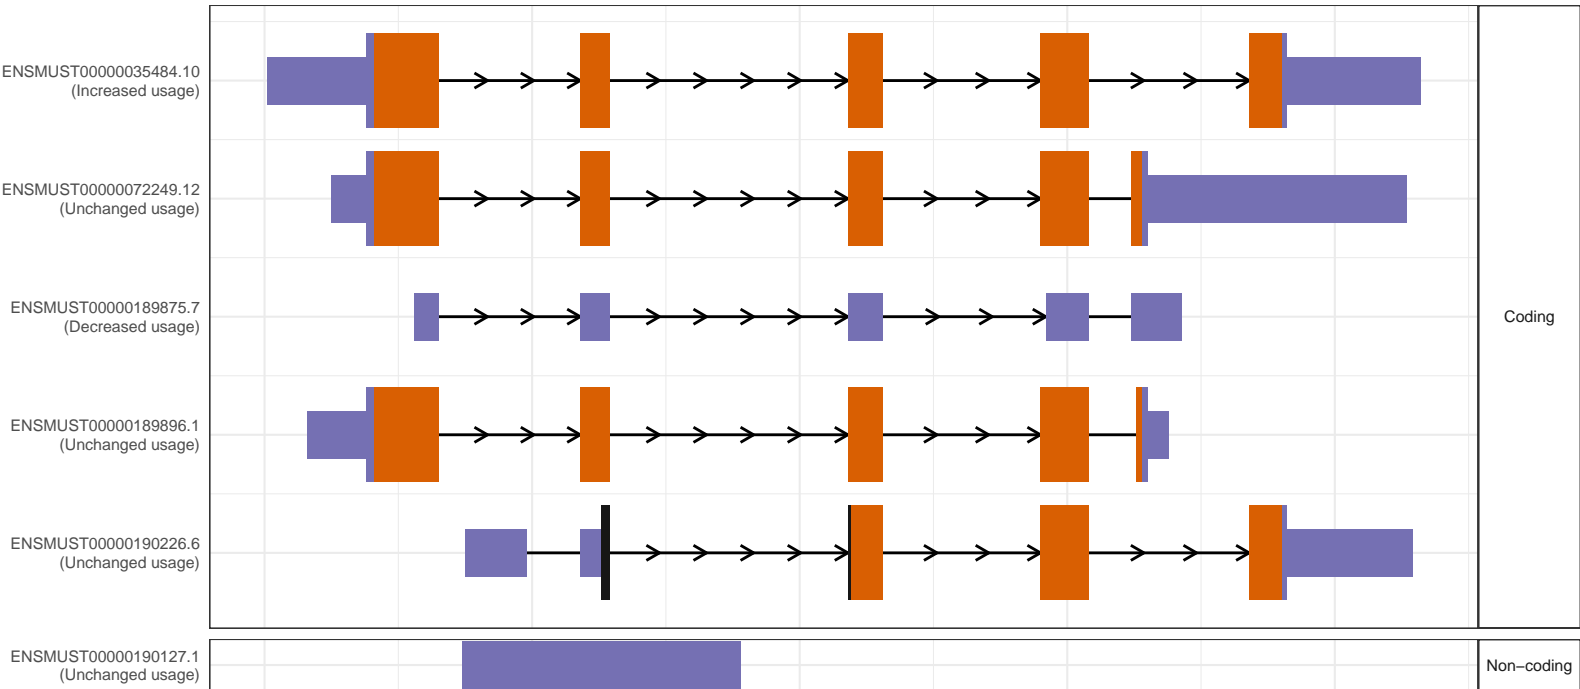 ENSMUST00000035484.10
(Increased usage)
ENSMUST00000072249.12
(Unchanged usage)
ENSMUST00000189875.7
(Decreased usage)
Coding
ENSMUST00000189896.1
(Unchanged usage)
ENSMUST00000190226.6
(Unchanged usage)
ENSMUST00000190127.1
(Unchanged usage)
Non−coding